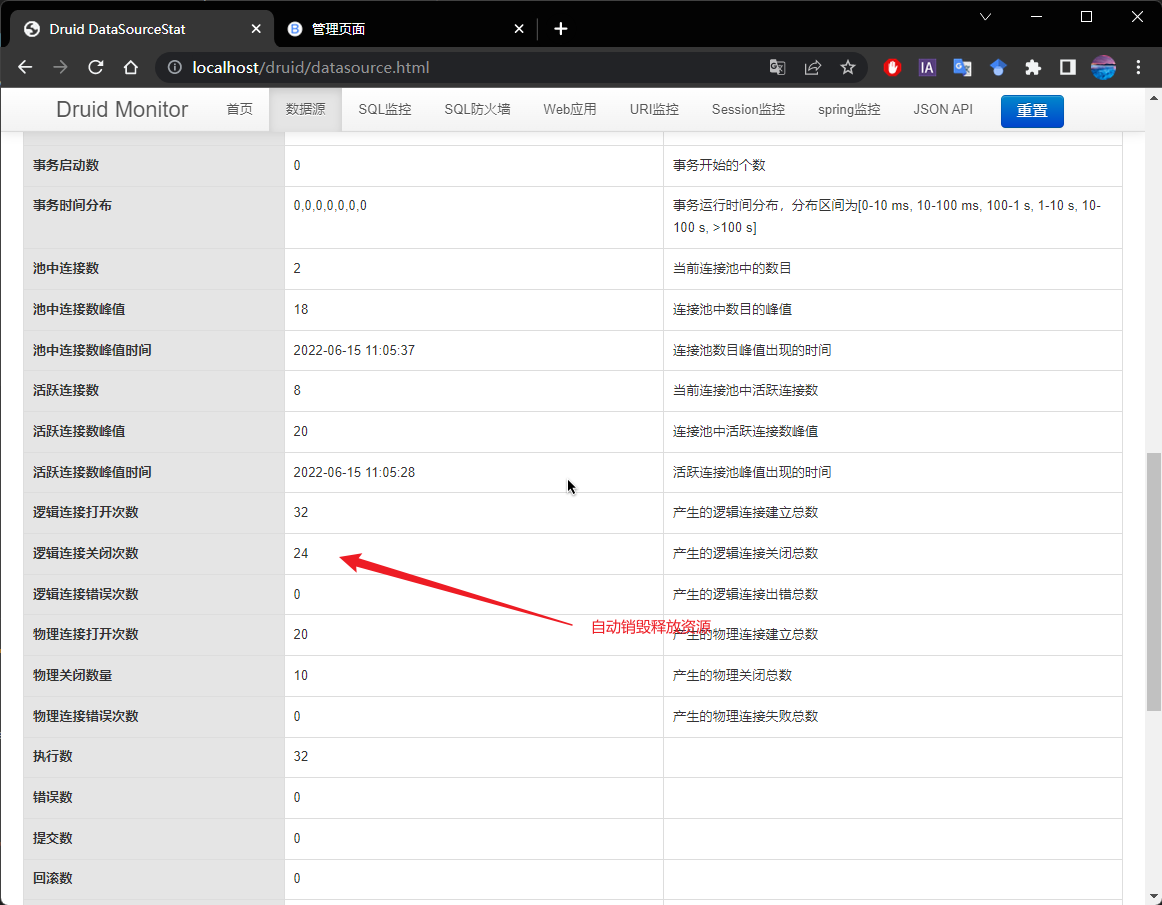 Druid DataSourceStat
管理页面
localhost/druid/datasource.html
Druid Monitor 首页 数据源 SQL监控 SQL防火墙 Web应用 URI监控 Session监控 spring监控 JSON API 重置
事务启动数 0 事务开始的个数
事务时间分布 0,0,0,0,0,0,0 事务运行时间分布，分布区间为[0-10 ms, 10-100 ms, 100-1 s, 1-10 s, 10-
100 s, >100 s]
池中连接数 2 当前连接池中的数目
池中连接数峰值 18 连接池中数目的峰值
池中连接数峰值时间 2022-06-15 11:05:37 连接池数目峰值出现的时间
活跃连接数 8 当前连接池中活跃连接数
活跃连接数峰值 20 连接池中活跃连接数峰值
活跃连接数峰值时间 2022-06-15 11:05:28 活跃连接池峰值出现的时间
逻辑连接打开次数 32 产生的逻辑连接建立总数
逻辑连接关闭次数 24 产生的逻辑连接关闭总数
逻辑连接错误次数 0 产生的逻辑连接出错总数
自动销毁释放资源
物理连接打开次数 20 产生的物理连接建立总数
物理关闭数量 10 产生的物理关闭总数
物理连接错误次数 0 产生的物理连接失败总数
执行数 32
错误数 0
提交数 0
回滚数 0